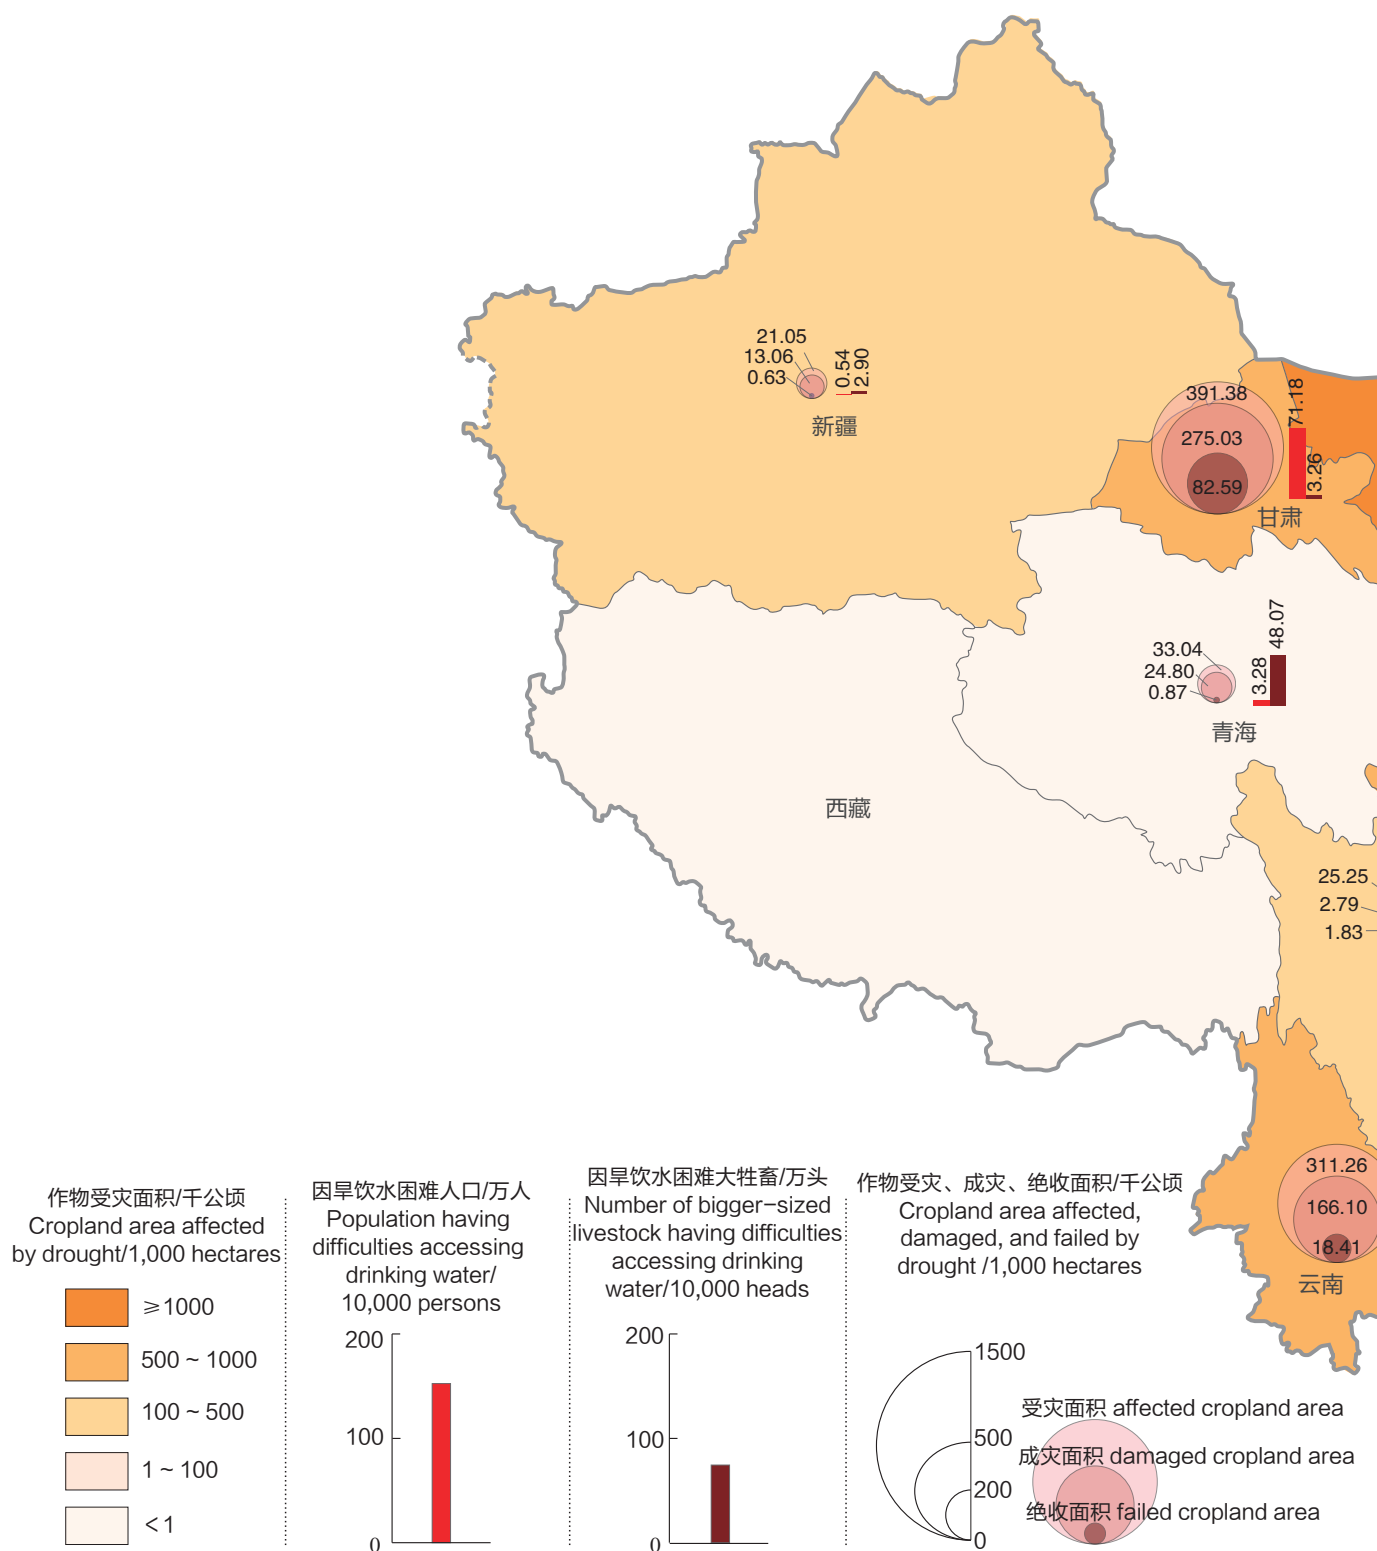 21.05
13.06
0.63
0.54
2.90
新疆
391.38
275.03
82.59
71.18
3.26
甘肃
33.04
24.80
0.87
3.28
48.07
青海
西藏
25.25
2.79
1.83
311.26
166.10
18.41
云南
作物受灾面积/千公顷
Cropland area affected
by drought/1,000 hectares
≥1000
500 ~ 1000
100 ~ 500
1 ~ 100
<1
因旱饮水困难人口/万人
Population having
difficulties accessing
drinking water/
10,000 persons
200
100
0
因旱饮水困难大牲畜/万头
Number of bigger-sized
livestock having difficulties
accessing drinking
water/10,000 heads
200
100
0
作物受灾、成灾、绝收面积/千公顷
Cropland area affected,
damaged, and failed by
drought /1,000 hectares
1500
500
200
0
受灾面积 affected cropland area
成灾面积 damaged cropland area
绝收面积 failed cropland area